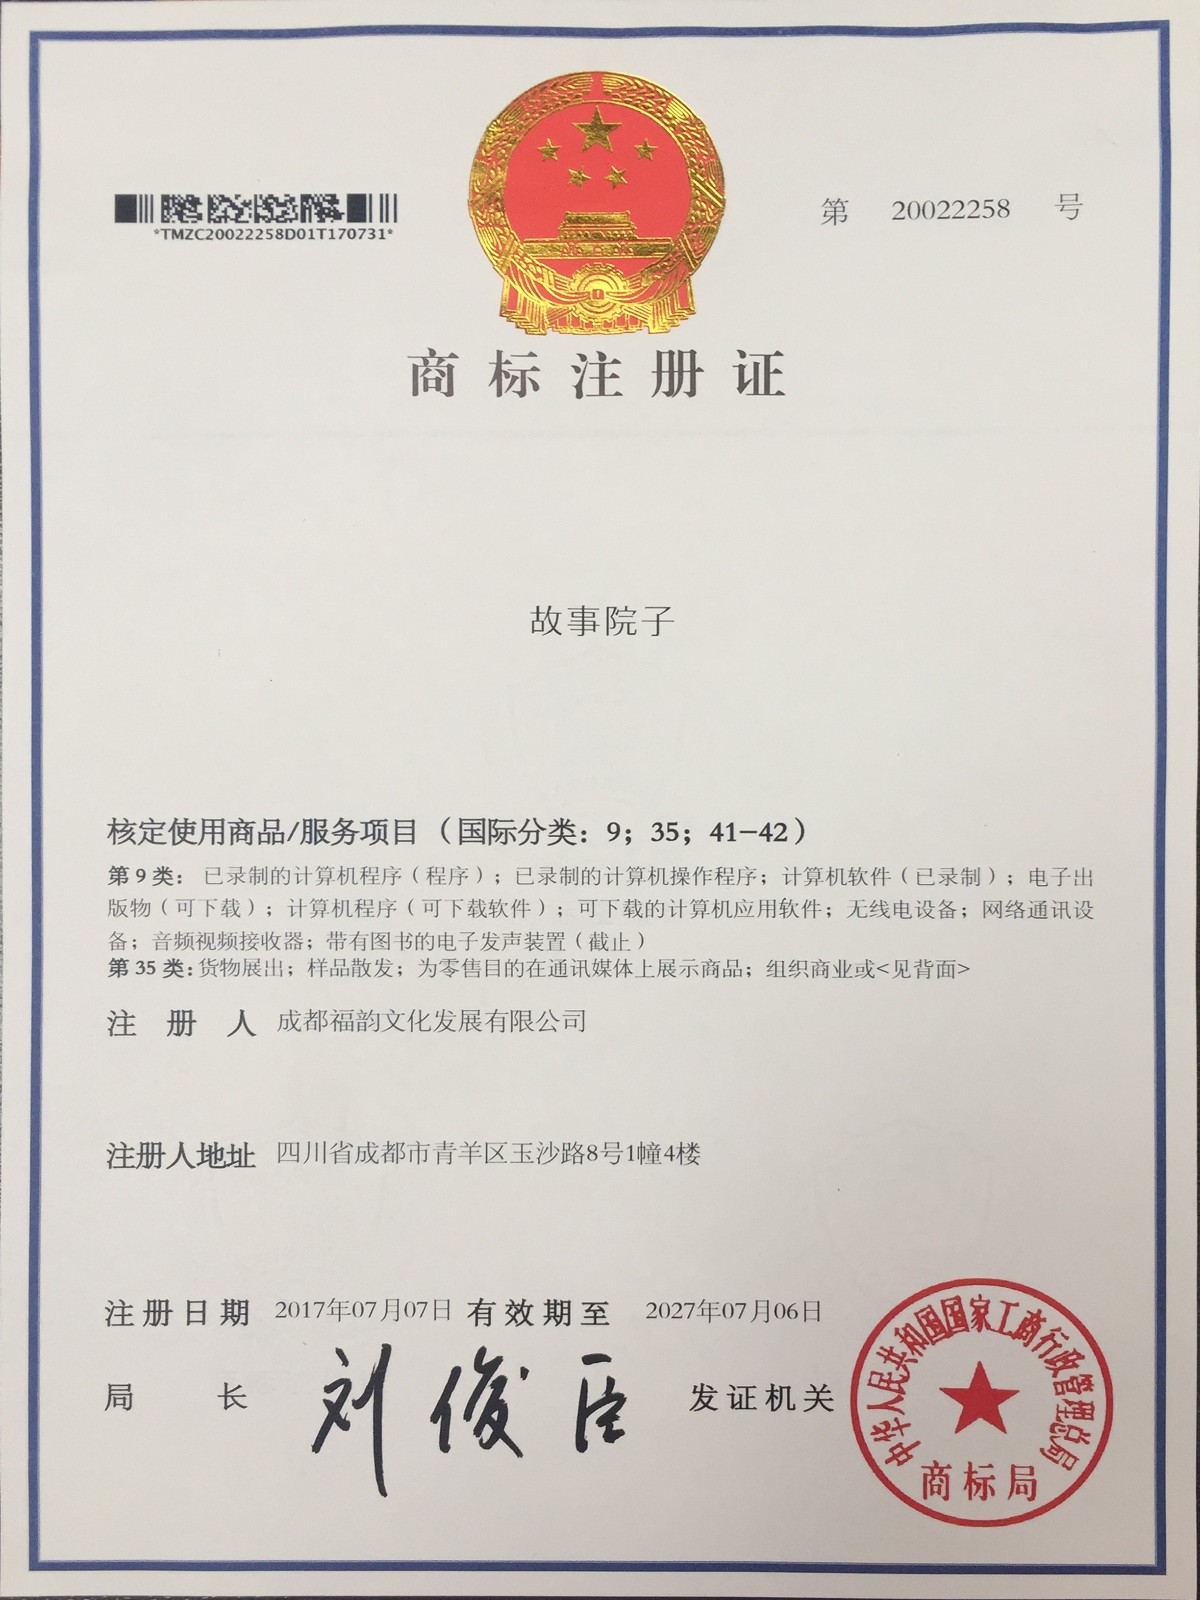 *TMZC20022258D01T170731*
第 20022258 号
商标注册证
故事院子
核定使用商品/服务项目（国际分类：9；35；41-42）
第 9 类： 已录制的计算机程序（程序）；已录制的计算机操作程序；计算机软件（已录制）；电子出
版物（可下载）；计算机程序（可下载软件）；可下载的计算机应用软件；无线电设备；网络通讯设
备；音频视频接收器；带有图书的电子发声装置（截止）
第 35 类：货物展出；样品散发；为零售目的在通讯媒体上展示商品；组织商业或<见背面>
注 册 人 成都福韵文化发展有限公司
注册人地址 四川省成都市青羊区玉沙路8号1幢4楼
注册日期 2017年07月07日 有效期至 2027年07月06日
局 长 刘俊臣 发证机关
中华人民共和国国家工商行政管理总局
商标局